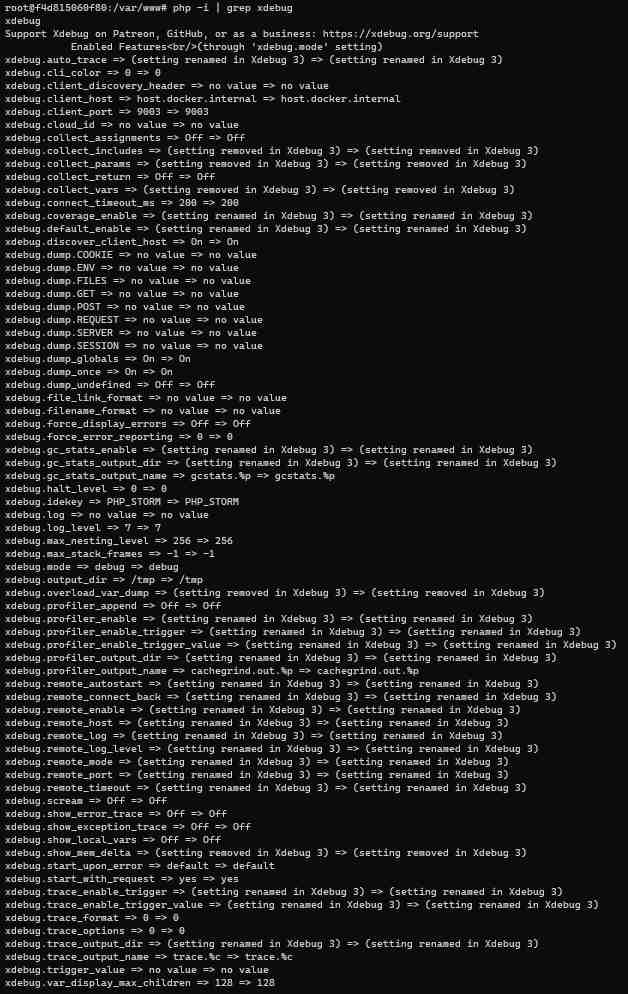 root@f4d815060f80:/var/www# php -i | grep xdebug
xdebug
Support Xdebug on Patreon, GitHub, or as a business: https://xdebug.org/support
Enabled Features<br/>(through 'xdebug.mode' setting)
xdebug.auto_trace => (setting renamed in Xdebug 3) => (setting renamed in Xdebug 3)
xdebug.cli_color => 0 => 0
xdebug.client_discovery_header => no value => no value
xdebug.client_host => host.docker.internal => host.docker.internal
xdebug.client_port => 9003 => 9003
xdebug.cloud_id => no value => no value
xdebug.collect_assignments => Off => Off
xdebug.collect_includes => (setting removed in Xdebug 3) => (setting removed in Xdebug 3)
xdebug.collect_params => (setting removed in Xdebug 3) => (setting removed in Xdebug 3)
xdebug.collect_return => Off => Off
xdebug.collect_vars => (setting removed in Xdebug 3) => (setting removed in Xdebug 3)
xdebug.connect_timeout_ms => 200 => 200
xdebug.coverage_enable => (setting renamed in Xdebug 3) => (setting renamed in Xdebug 3)
xdebug.default_enable => (setting renamed in Xdebug 3) => (setting renamed in Xdebug 3)
xdebug.discover_client_host => On => On
xdebug.dump.COOKIE => no value => no value
xdebug.dump.ENV => no value => no value
xdebug.dump.FILES => no value => no value
xdebug.dump.GET => no value => no value
xdebug.dump.POST => no value => no value
xdebug.dump.REQUEST => no value => no value
xdebug.dump.SERVER => no value => no value
xdebug.dump.SESSION => no value => no value
xdebug.dump_globals => On => On
xdebug.dump_once => On => On
xdebug.dump_undefined => Off => Off
xdebug.file_link_format => no value => no value
xdebug.filename_format => no value => no value
xdebug.force_display_errors => Off => Off
xdebug.force_error_reporting => 0 => 0
xdebug.gc_stats_enable => (setting renamed in Xdebug 3) => (setting renamed in Xdebug 3)
xdebug.gc_stats_output_dir => (setting renamed in Xdebug 3) => (setting renamed in Xdebug 3)
xdebug.gc_stats_output_name => gcstats.%p => gcstats.%p
xdebug.halt_level => 0 => 0
xdebug.idekey => PHP_STORM => PHP_STORM
xdebug.log => no value => no value
xdebug.log_level => 7 => 7
xdebug.max_nesting_level => 256 => 256
xdebug.max_stack_frames => -1 => -1
xdebug.mode => debug => debug
xdebug.output_dir => /tmp => /tmp
xdebug.overload_var_dump => (setting removed in Xdebug 3) => (setting removed in Xdebug 3)
xdebug.profiler_append => Off => Off
xdebug.profiler_enable => (setting renamed in Xdebug 3) => (setting renamed in Xdebug 3)
xdebug.profiler_enable_trigger => (setting renamed in Xdebug 3) => (setting renamed in Xdebug 3)
xdebug.profiler_enable_trigger_value => (setting renamed in Xdebug 3) => (setting renamed in Xdebug 3)
xdebug.profiler_output_dir => (setting renamed in Xdebug 3) => (setting renamed in Xdebug 3)
xdebug.profiler_output_name => cachegrind.out.%p => cachegrind.out.%p
xdebug.remote_autostart => (setting renamed in Xdebug 3) => (setting renamed in Xdebug 3)
xdebug.remote_connect_back => (setting renamed in Xdebug 3) => (setting renamed in Xdebug 3)
xdebug.remote_enable => (setting renamed in Xdebug 3) => (setting renamed in Xdebug 3)
xdebug.remote_host => (setting renamed in Xdebug 3) => (setting renamed in Xdebug 3)
xdebug.remote_log => (setting renamed in Xdebug 3) => (setting renamed in Xdebug 3)
xdebug.remote_log_level => (setting removed in Xdebug 3) => (setting removed in Xdebug 3)
xdebug.remote_mode => (setting renamed in Xdebug 3) => (setting renamed in Xdebug 3)
xdebug.remote_port => (setting renamed in Xdebug 3) => (setting renamed in Xdebug 3)
xdebug.remote_timeout => (setting renamed in Xdebug 3) => (setting renamed in Xdebug 3)
xdebug.scream => Off => Off
xdebug.show_error_trace => Off => Off
xdebug.show_exception_trace => Off => Off
xdebug.show_local_vars => Off => Off
xdebug.show_mem_delta => (setting removed in Xdebug 3) => (setting removed in Xdebug 3)
xdebug.start_upon_error => default => default
xdebug.start_with_request => yes => yes
xdebug.trace_enable_trigger => (setting renamed in Xdebug 3) => (setting renamed in Xdebug 3)
xdebug.trace_enable_trigger_value => (setting renamed in Xdebug 3) => (setting renamed in Xdebug 3)
xdebug.trace_format => 0 => 0
xdebug.trace_options => 0 => 0
xdebug.trace_output_dir => (setting renamed in Xdebug 3) => (setting renamed in Xdebug 3)
xdebug.trace_output_name => trace.%c => trace.%c
xdebug.trigger_value => no value => no value
xdebug.var_display_max_children => 128 => 128